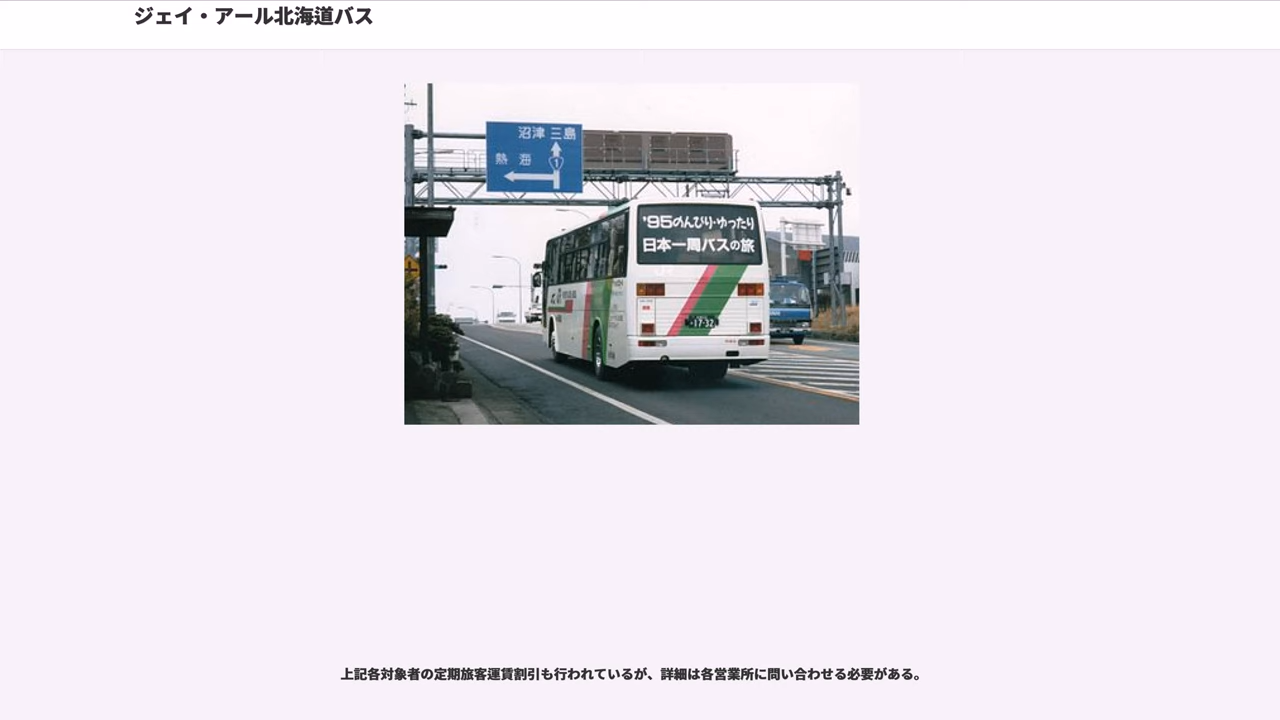 ジェイ・アール北海道バス
沼津 三島
熱 海
1
'95のんびり・ゆったり
日本一周バスの旅
・・17-32
上記各対象者の定期旅客運賃割引も行われているが、詳細は各営業所に問い合わせる必要がある。